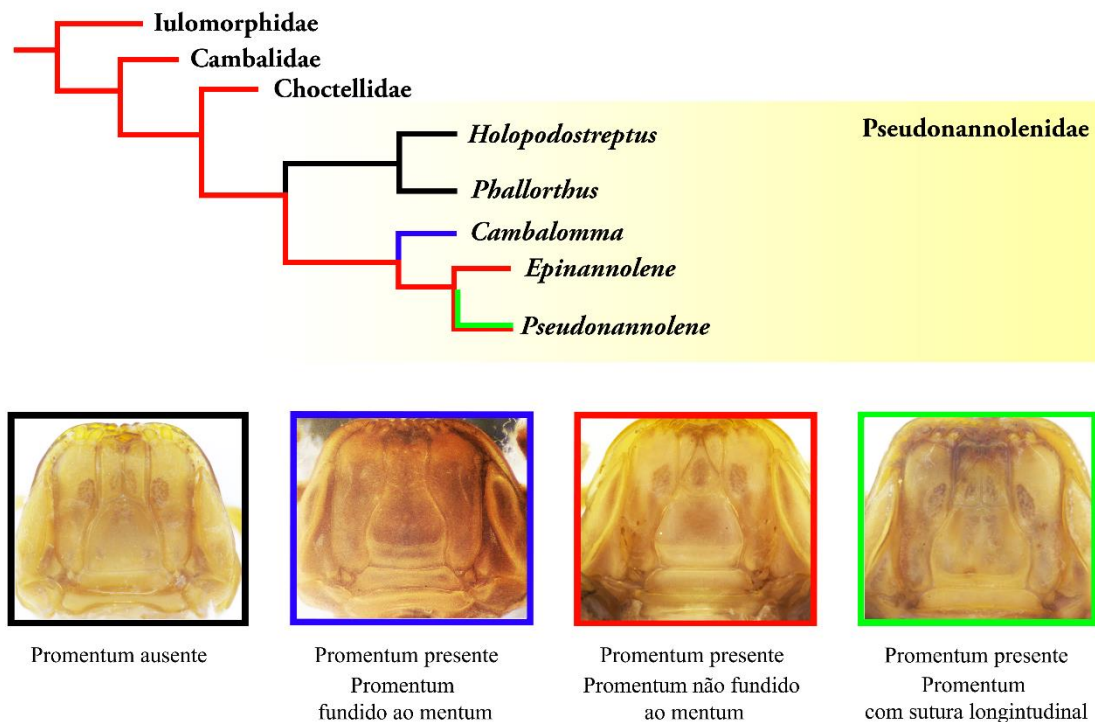 Iulomorphidae
Cambalidae
Choctellidae
Holopodostreptus
Pseudonannolenidae
Phallorthus
Cambalomma
Epinannolene
Pseudonannolene
Promentum ausente
Promentum presente
Promentum
fundido ao mentum
Promentum presente
Promentum não fundido
ao mentum
Promentum presente
Promentum
com sutura longintudinal